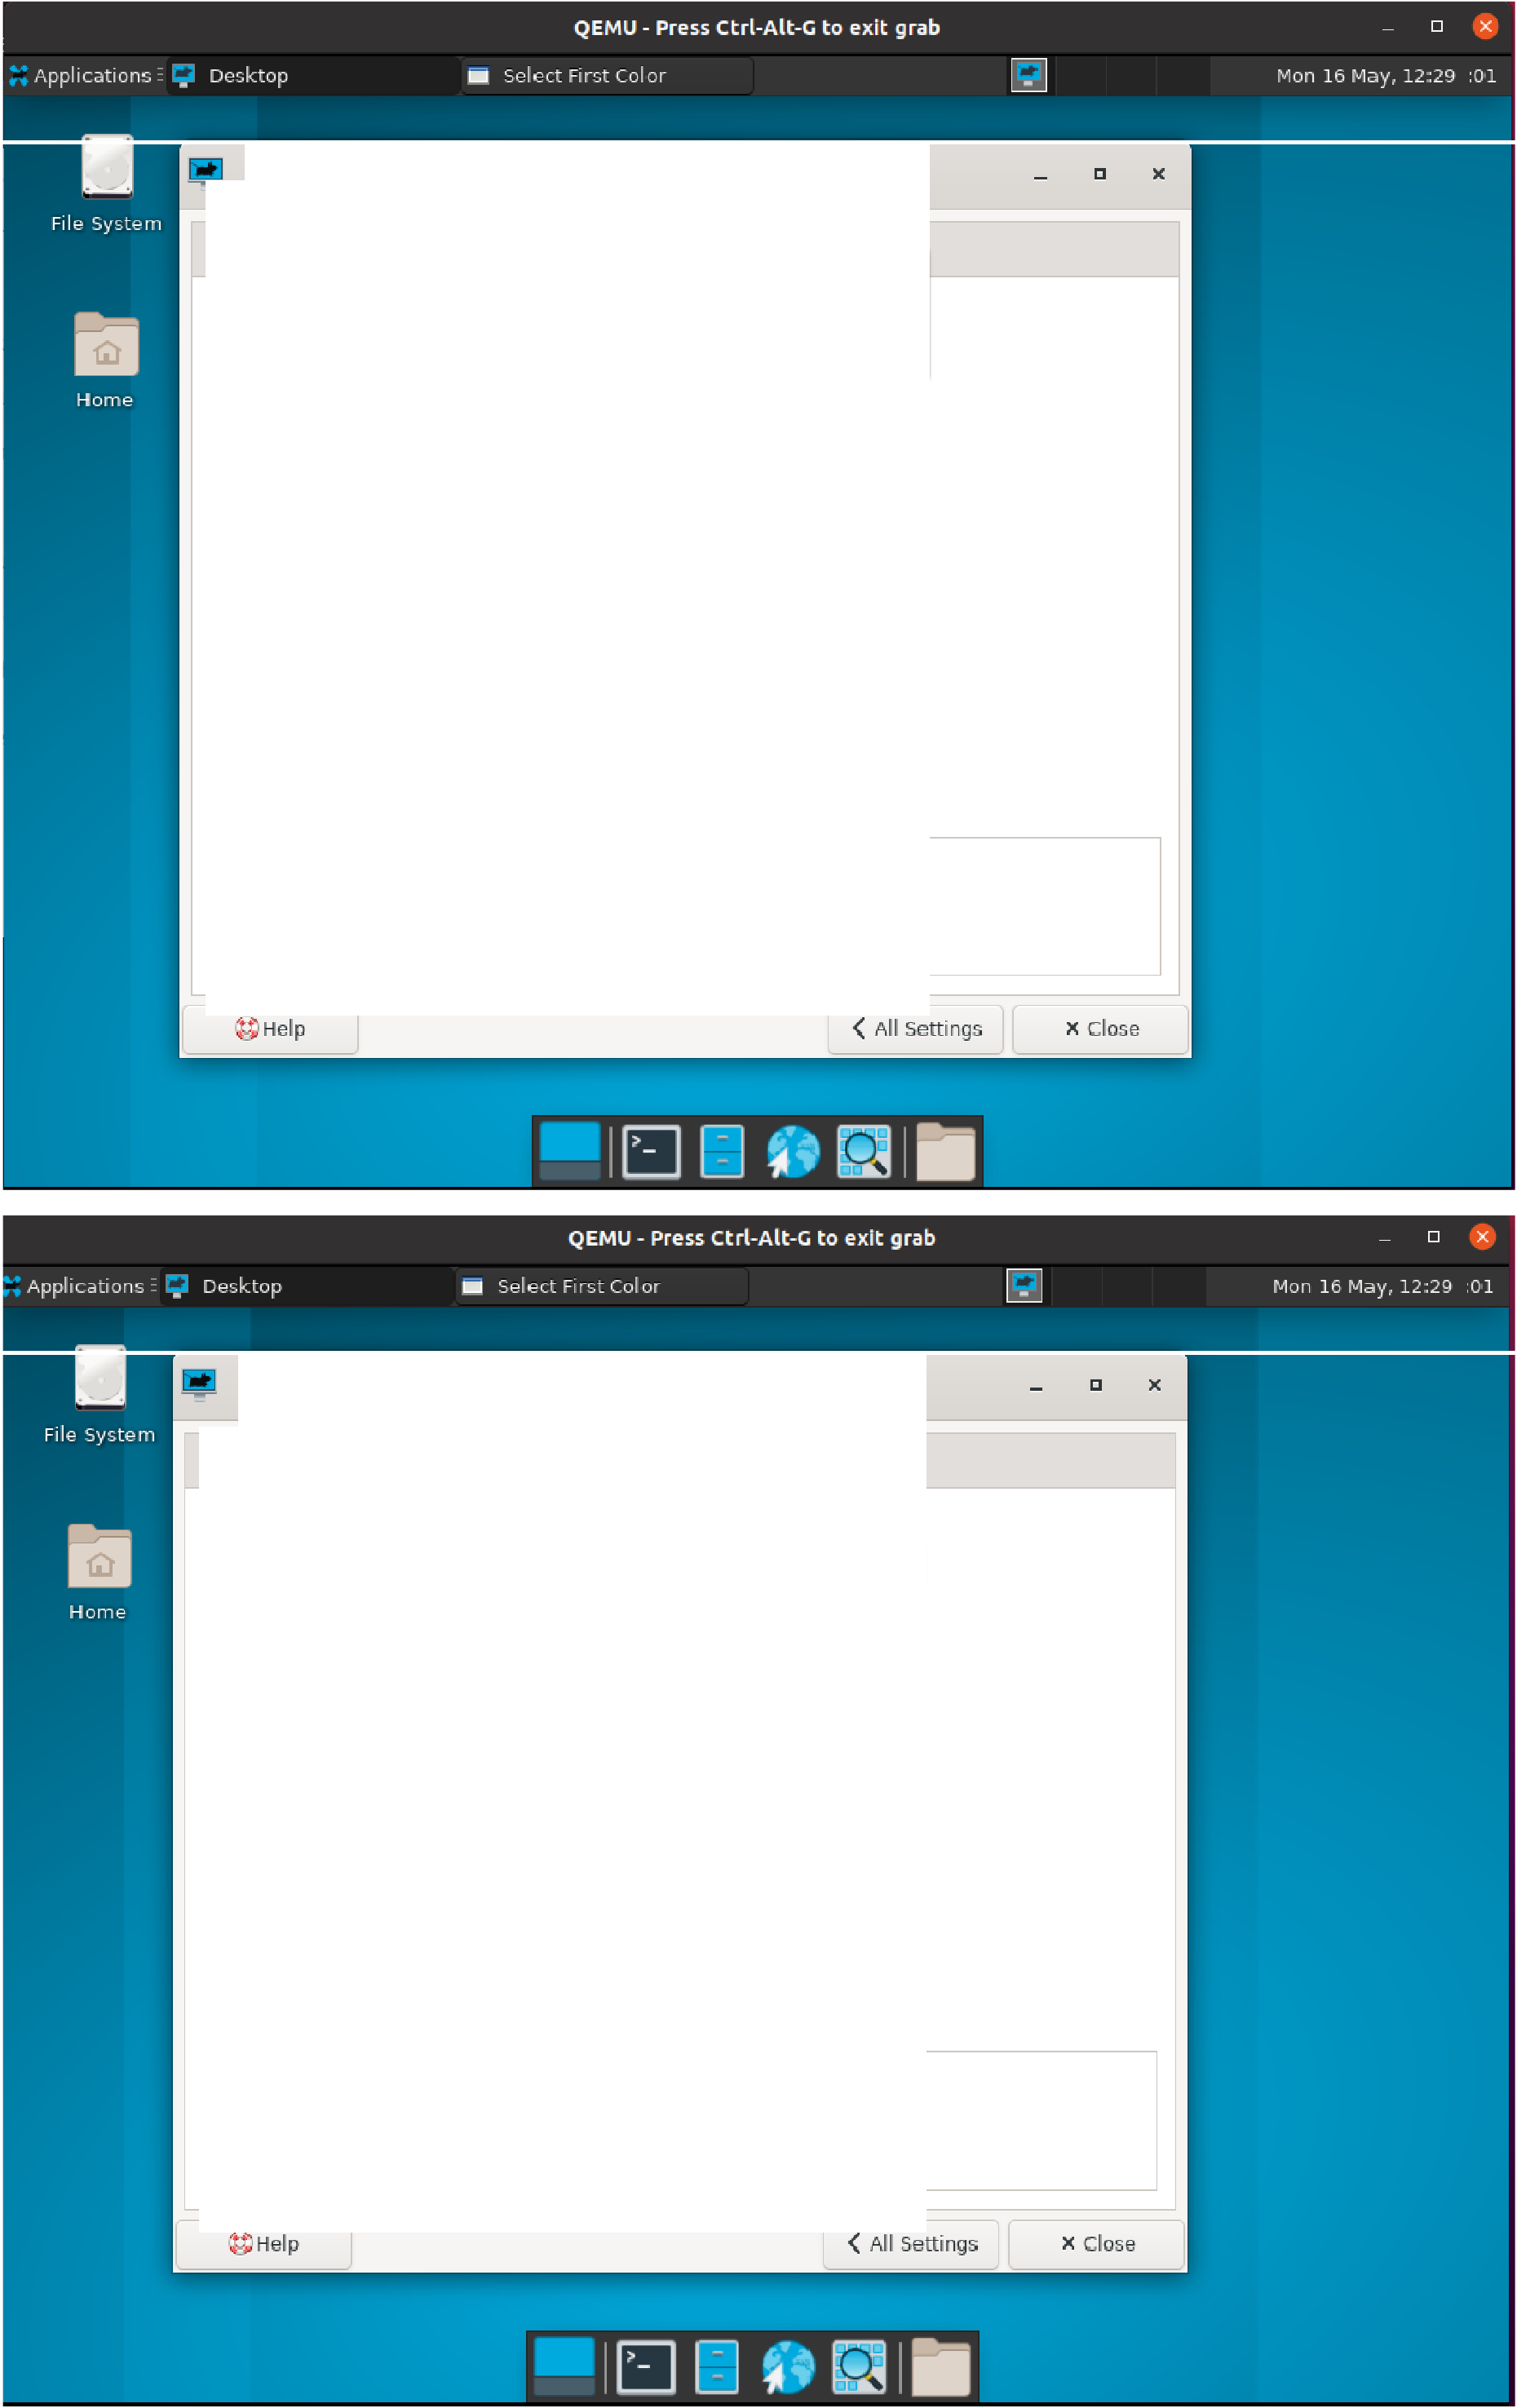 QEMU - Press Ctrl-Alt-G to exit grab
Applications Desktop Select First Color Mon 16 May, 12:29 :01
File System
Home
Help All Settings Close
>_
QEMU - Press Ctrl-Alt-G to exit grab
Applications Desktop Select First Color Mon 16 May, 12:29 :01
File System
Home
Help All Settings Close
>_